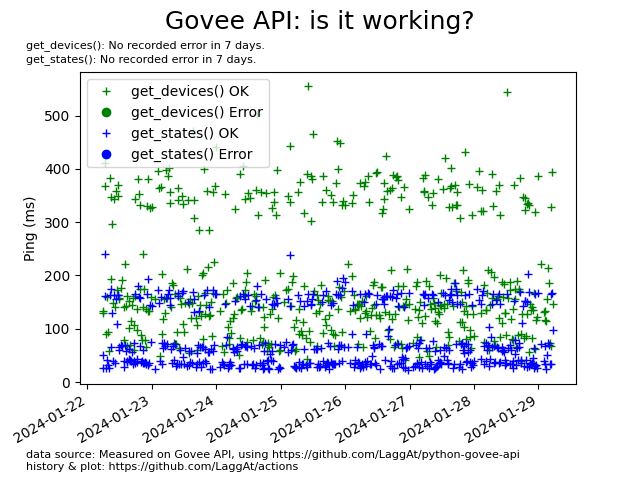 Govee API: is it working?
get_devices(): No recorded error in 7 days.
get_states(): No recorded error in 7 days.
get_devices() OK
get_devices() Error
get_states() OK
get_states() Error
Ping (ms)
500
400
300
200
100
0
2024-01-22
2024-01-23
2024-01-24
2024-01-25
2024-01-26
2024-01-27
2024-01-28
2024-01-29
data source: Measured on Govee API, using https://github.com/LaggAt/python-govee-api
history & plot: https://github.com/LaggAt/actions